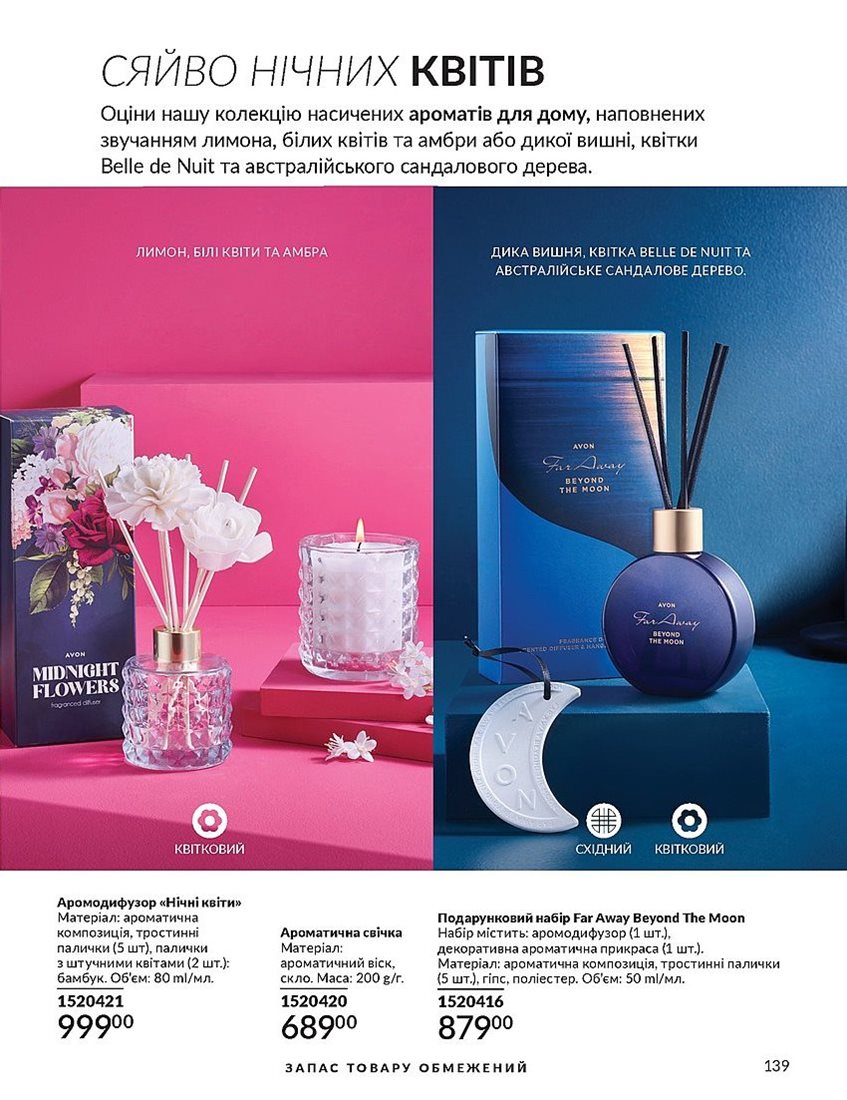 СЯЙВО НІЧНИХ КВІТІВ
Оціни нашу колекцію насичених ароматів для дому, наповнених
звучанням лимона, білих квітів та амбри або дикої вишні, квітки
Belle de Nuit та австралійського сандалового дерева.
ЛИМОН, БІЛІ КВІТИ ТА АМБРА
ДИКА ВИШНЯ, КВІТКА BELLE DE NUIT ТА
АВСТРАЛІЙСЬКЕ САНДАЛОВЕ ДЕРЕВО.
AVON
MIDNIGHT
FLOWERS
fragranced diffuser
AVON
Far Away
BEYOND
THE MOON
AVON
Far Away
BEYOND
THE MOON
AVON
КВІТКОВИЙ
СХІДНИЙ
КВІТКОВИЙ
Аромодифузор «Нічні квіти»
Матеріал: ароматична
композиція, тростинні
палички (5 шт), палички
з штучними квітами (2 шт.):
бамбук. Об'єм: 80 ml/мл.
1520421
999⁰⁰
Ароматична свічка
Матеріал:
ароматичний віск,
скло. Маса: 200 g/г.
1520420
689⁰⁰
Подарунковий набір Far Away Beyond The Moon
Набір містить: аромодифузор (1 шт.),
декоративна ароматична прикраса (1 шт.).
Матеріал: ароматична композиція, тростинні палички
(5 шт.), гіпс, поліестер. Об'єм: 50 ml/мл.
1520416
879⁰⁰
ЗАПАС ТОВАРУ ОБМЕЖЕНИЙ
139